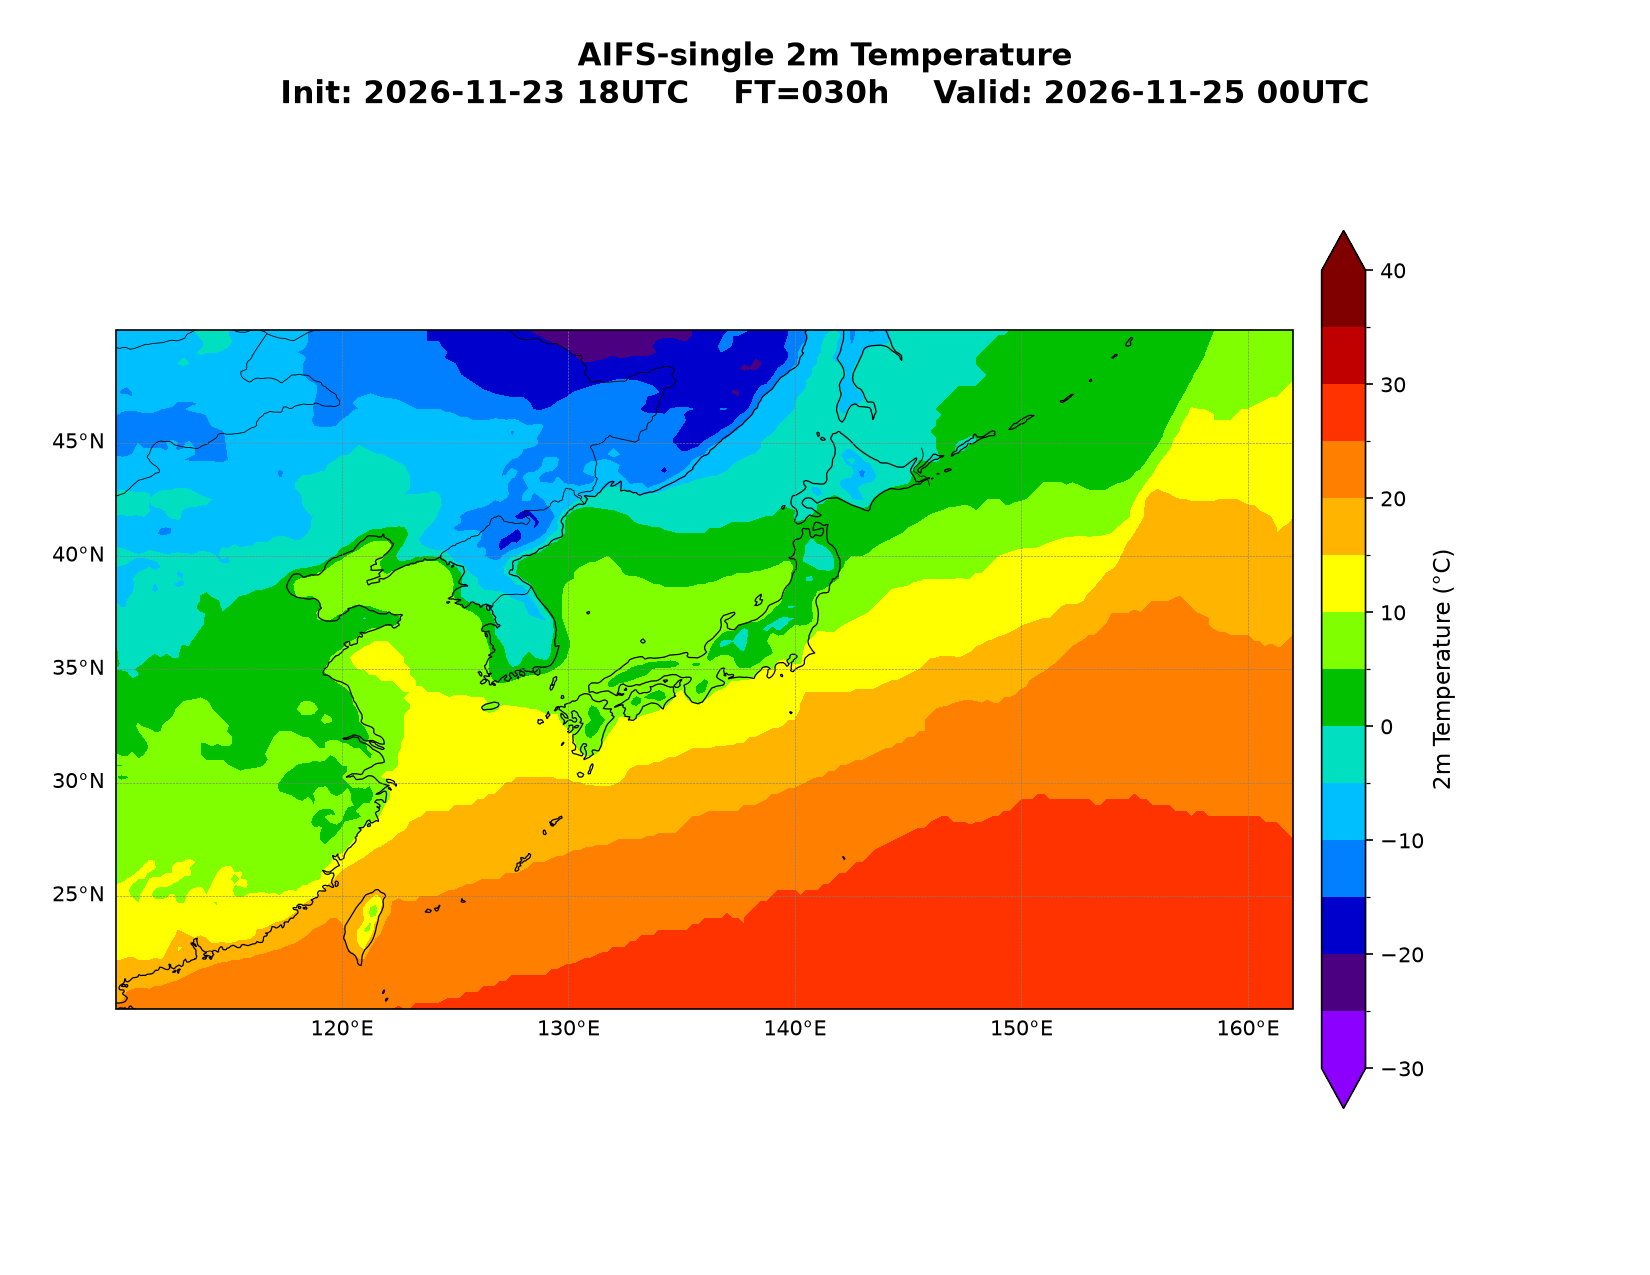 AIFS-single 2m Temperature
Init: 2026-11-23 18UTC    FT=030h    Valid: 2026-11-25 00UTC
45°N
40°N
35°N
30°N
25°N
120°E
130°E
140°E
150°E
160°E
40
30
20
10
0
−10
−20
−30
2m Temperature (°C)